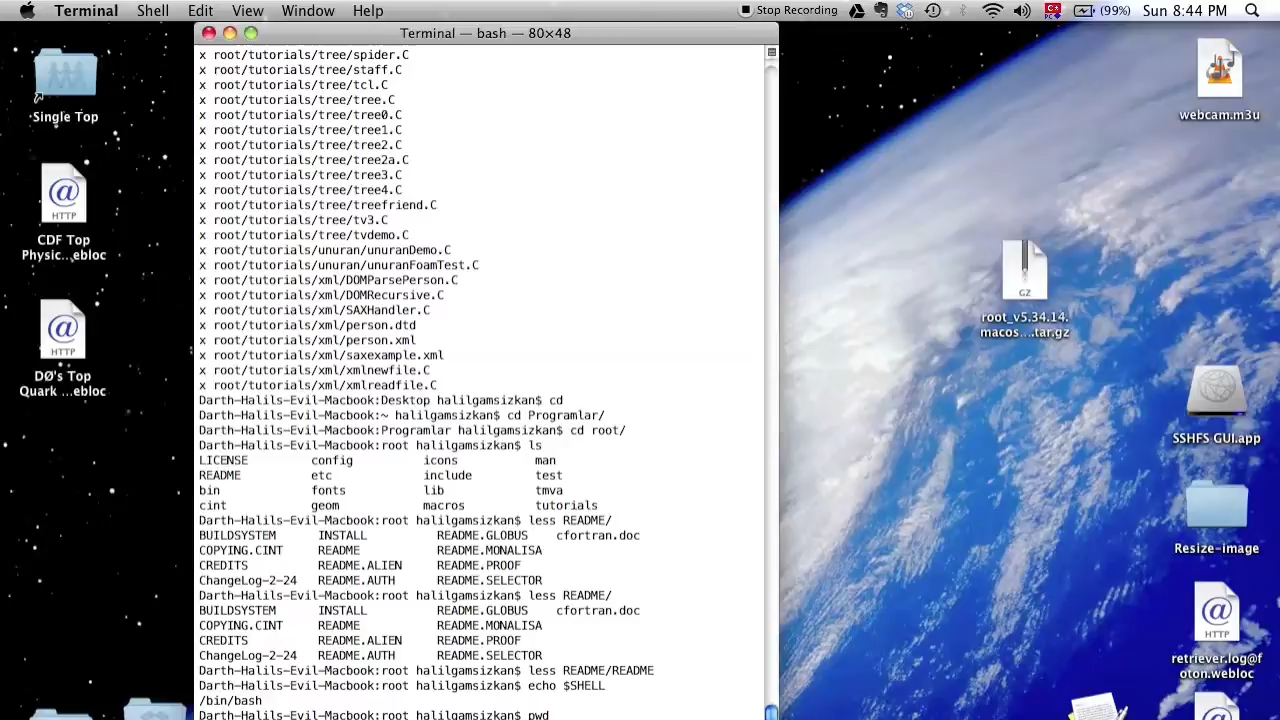 Terminal Shell Edit View Window Help Stop Recording (99%) Sun 8:44 PM
Terminal — bash — 80×48
x root/tutorials/tree/spider.C
x root/tutorials/tree/staff.C
x root/tutorials/tree/tcl.C
x root/tutorials/tree/tree.C
x root/tutorials/tree/tree0.C
x root/tutorials/tree/tree1.C
x root/tutorials/tree/tree2.C
x root/tutorials/tree/tree2a.C
x root/tutorials/tree/tree3.C
x root/tutorials/tree/tree4.C
x root/tutorials/tree/treefriend.C
x root/tutorials/tree/tv3.C
x root/tutorials/tree/tvdemo.C
x root/tutorials/unuran/unuranDemo.C
x root/tutorials/unuran/unuranFoamTest.C
x root/tutorials/xml/DOMParsePerson.C
x root/tutorials/xml/DOMRecursive.C
x root/tutorials/xml/SAXHandler.C
x root/tutorials/xml/person.dtd
x root/tutorials/xml/person.xml
x root/tutorials/xml/saxexample.xml
x root/tutorials/xml/xmlnewfile.C
x root/tutorials/xml/xmlreadfile.C
Darth-Halils-Evil-Macbook:Desktop halilgamsizkan$ cd
Darth-Halils-Evil-Macbook:~ halilgamsizkan$ cd Programlar/
Darth-Halils-Evil-Macbook:Programlar halilgamsizkan$ cd root/
Darth-Halils-Evil-Macbook:root halilgamsizkan$ ls
LICENSE config icons man
README etc include test
bin fonts lib tmva
cint geom macros tutorials
Darth-Halils-Evil-Macbook:root halilgamsizkan$ less README/
BUILDSYSTEM INSTALL README.GLOBUS cfortran.doc
COPYING.CINT README README.MONALISA
CREDITS README.ALIEN README.PROOF
ChangeLog-2-24 README.AUTH README.SELECTOR
Darth-Halils-Evil-Macbook:root halilgamsizkan$ less README/
BUILDSYSTEM INSTALL README.GLOBUS cfortran.doc
COPYING.CINT README README.MONALISA
CREDITS README.ALIEN README.PROOF
ChangeLog-2-24 README.AUTH README.SELECTOR
Darth-Halils-Evil-Macbook:root halilgamsizkan$ less README/README
Darth-Halils-Evil-Macbook:root halilgamsizkan$ echo $SHELL
/bin/bash
Darth-Halils-Evil-Macbook:root halilgamsizkan$ pwd
Single Top
HTTP
CDF Top
Physic...ebloc
HTTP
DØ's Top
Quark ...ebloc
webcam.m3u
GZ
root_v5.34.14.
macos...tar.gz
SSHFS GUI.app
Resize-image
HTTP
retriever.log@f
oton.webloc